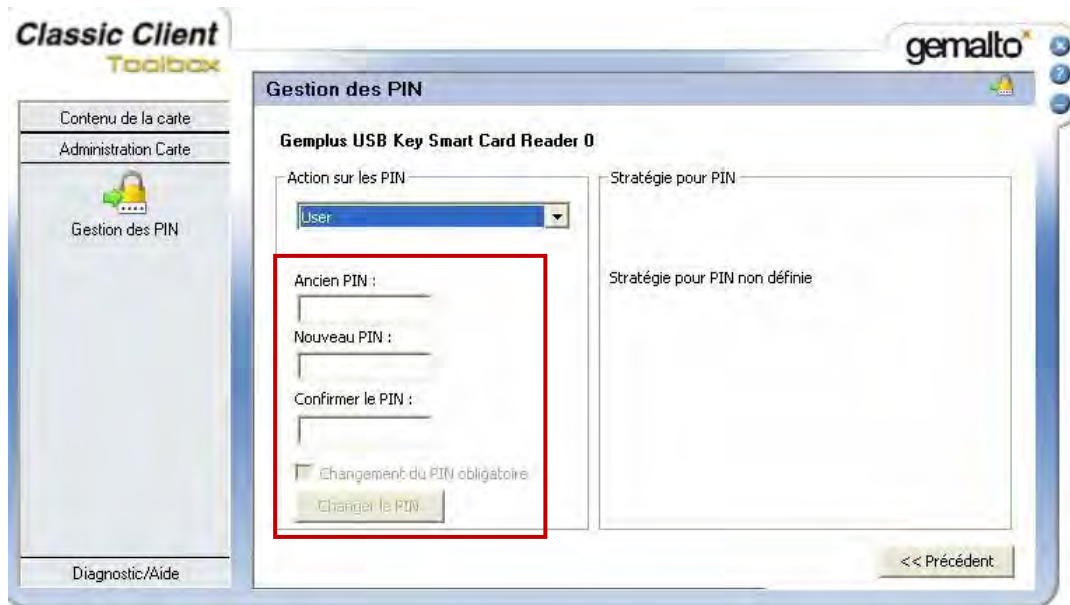 Classic Client
Toolbox
gemalto
Gestion des PIN
Contenu de la carte
Administration Carte
Gestion des PIN
Diagnostic/Aide
Gemplus USB Key Smart Card Reader 0
Action sur les PIN
User
Ancien PIN :
Nouveau PIN :
Confirmer le PIN :
Changement du PIN obligatoire
Changer le PIN
Stratégie pour PIN
Stratégie pour PIN non définie
<< Précédent